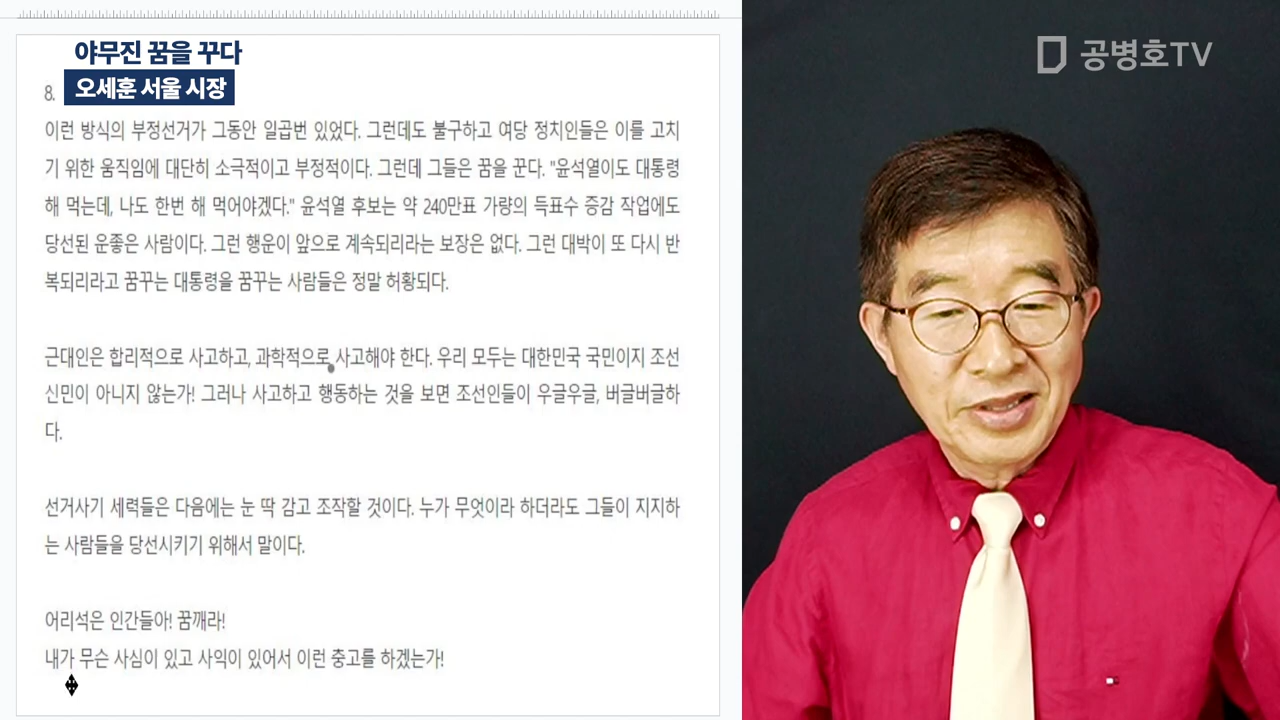 야무진 꿈을 꾸다
오세훈 서울 시장
공병호TV
8.
이런 방식의 부정선거가 그동안 일곱번 있었다. 그런데도 불구하고 여당 정치인들은 이를 고치
기 위한 움직임에 대단히 소극적이고 부정적이다. 그런데 그들은 꿈을 꾼다. "윤석열이도 대통령
해 먹는데, 나도 한번 해 먹어야겠다." 윤석열 후보는 약 240만표 가량의 득표수 증감 작업에도
당선된 운좋은 사람이다. 그런 행운이 앞으로 계속되리라는 보장은 없다. 그런 대박이 또 다시 반
복되리라고 꿈꾸는 대통령을 꿈꾸는 사람들은 정말 허황되다.
근대인은 합리적으로 사고하고, 과학적으로 사고해야 한다. 우리 모두는 대한민국 국민이지 조선
신민이 아니지 않는가! 그러나 사고하고 행동하는 것을 보면 조선인들이 우글우글, 버글버글하
다.
선거사기 세력들은 다음에는 눈 딱 감고 조작할 것이다. 누가 무엇이라 하더라도 그들이 지지하
는 사람들을 당선시키기 위해서 말이다.
어리석은 인간들아! 꿈깨라!
내가 무슨 사심이 있고 사익이 있어서 이런 충고를 하겠는가!